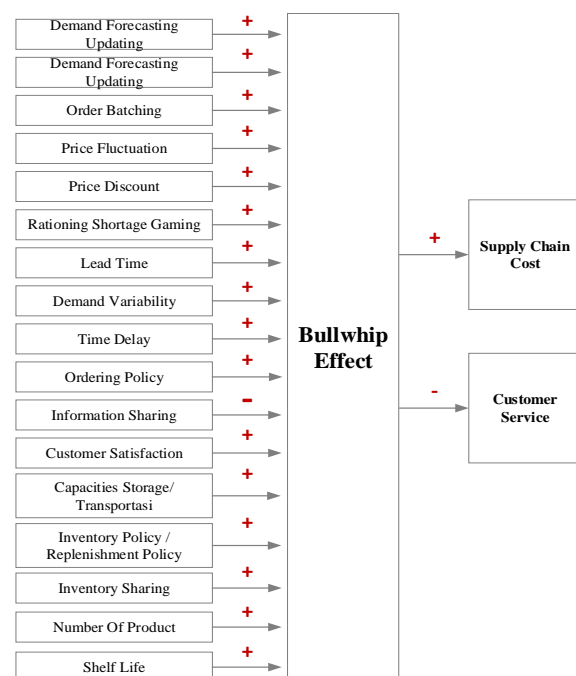 Demand Forecasting
Updating
+
Demand Forecasting
Updating
+
Order Batching
+
Price Fluctuation
+
Price Discount
+
Rationing Shortage Gaming
+
Lead Time
+
Demand Variability
+
Time Delay
+
Ordering Policy
+
Information Sharing
-
Customer Satisfaction
+
Capacities Storage/
Transportasi
+
Inventory Policy /
Replenishment Policy
+
Inventory Sharing
+
Number Of Product
+
Shelf Life
+
Bullwhip
Effect
+
Supply Chain
Cost
-
Customer
Service